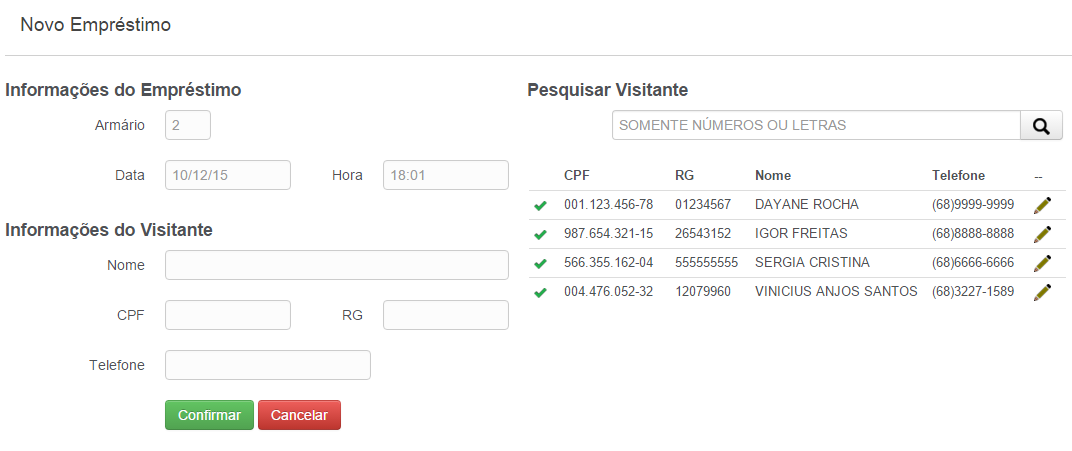 Novo Empréstimo
Informações do Empréstimo
Armário 2
Data 10/12/15 Hora 18:01
Informações do Visitante
Nome
CPF RG
Telefone
Confirmar Cancelar
Pesquisar Visitante
SOMENTE NÚMEROS OU LETRAS
CPF RG Nome Telefone --
001.123.456-78 01234567 DAYANE ROCHA (68)9999-9999
987.654.321-15 26543152 IGOR FREITAS (68)8888-8888
566.355.162-04 555555555 SERGIA CRISTINA (68)6666-6666
004.476.052-32 12079960 VINICIUS ANJOS SANTOS (68)3227-1589